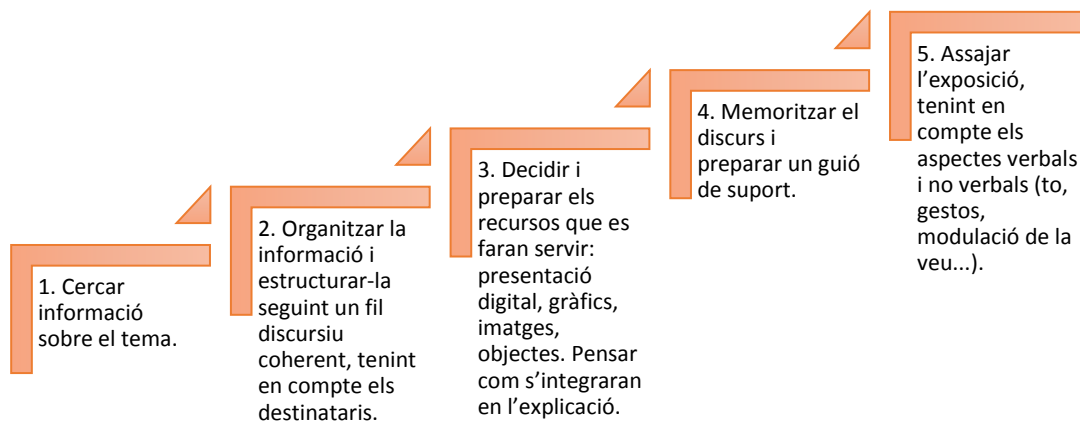 1. Cercar
informació
sobre el tema.
2. Organitzar la
informació i
estructurar-la
seguint un fil
discursiu
coherent, tenint
en compte els
destinataris.
3. Decidir i
preparar els
recursos que es
faran servir:
presentació
digital, gràfics,
imatges,
objectes. Pensar
com s’integraran
en l’explicació.
4. Memoritzar el
discurs i
preparar un guió
de suport.
5. Assajar
l’exposició,
tenint en
compte els
aspectes verbals
i no verbals (to,
gestos,
modulació de la
veu...).